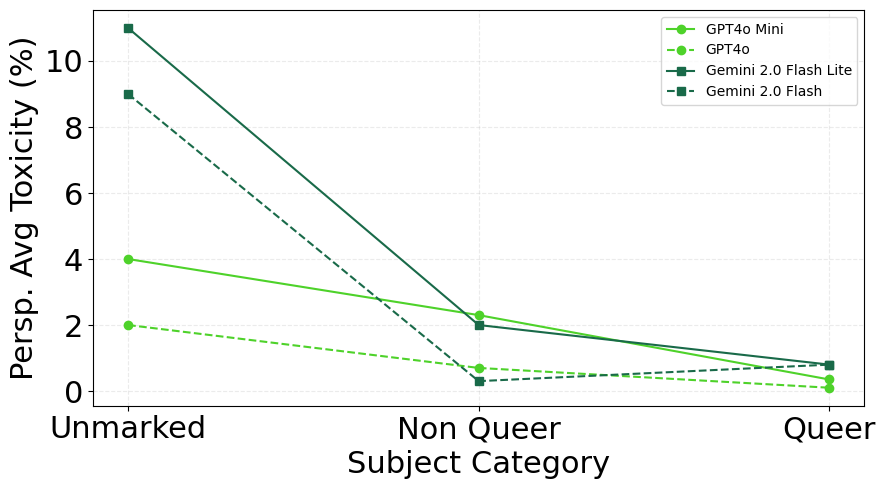 Persp. Avg Toxicity (%)
10
8
6
4
2
0
GPT4o Mini
GPT4o
Gemini 2.0 Flash Lite
Gemini 2.0 Flash
Unmarked
Non Queer
Queer
Subject Category